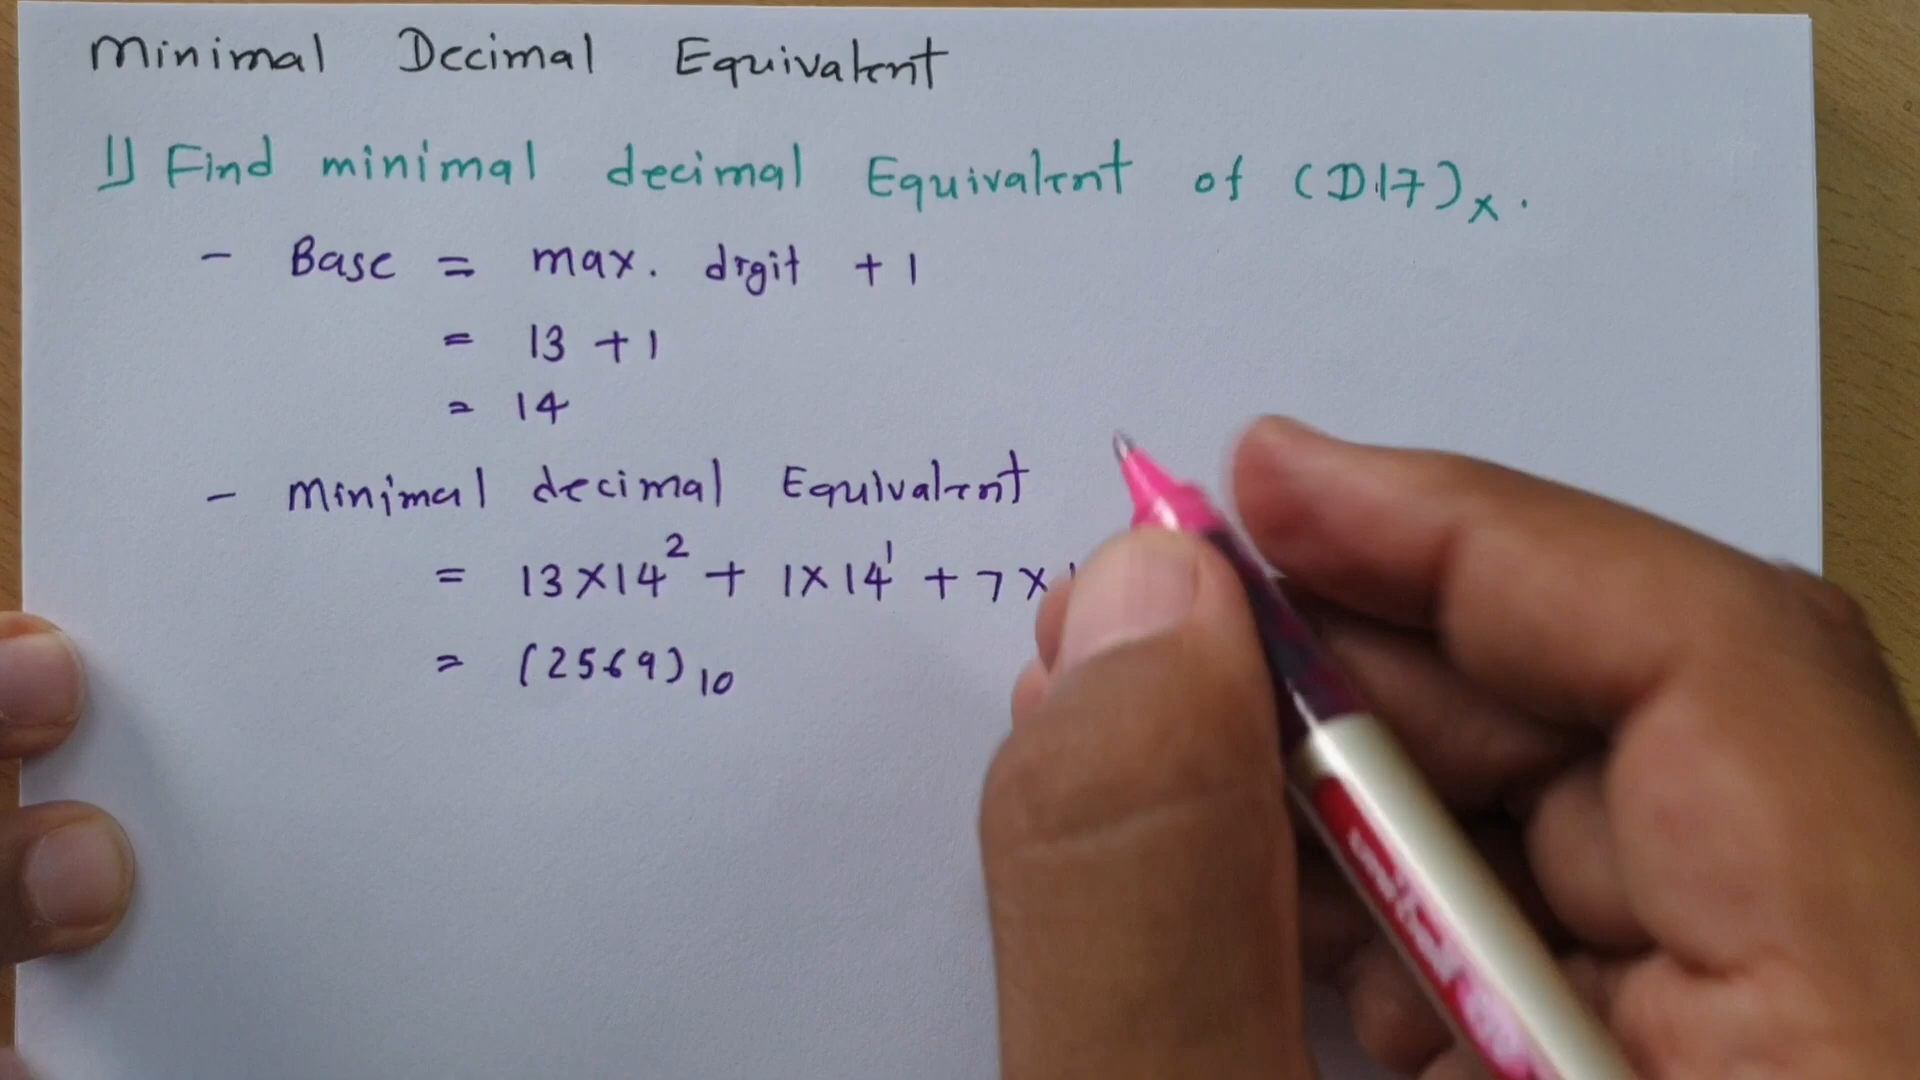 Minimal Decimal Equivalent
1) Find minimal decimal Equivalent of (D17)x.
- Base = max. digit + 1
= 13 + 1
= 14
- Minimal decimal Equivalent
= 13 × 14² + 1 × 14¹ + 7 ×
= (2569)₁₀